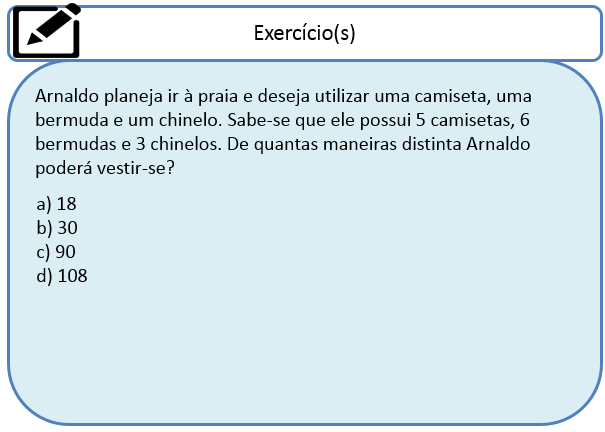 Exercício(s)
Arnaldo planeja ir à praia e deseja utilizar uma camiseta, uma
bermuda e um chinelo. Sabe-se que ele possui 5 camisetas, 6
bermudas e 3 chinelos. De quantas maneiras distinta Arnaldo
poderá vestir-se?
a) 18
b) 30
c) 90
d) 108